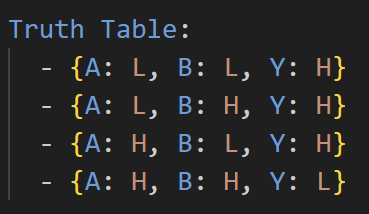 Truth Table:
- {A: L, B: L, Y: H}
- {A: L, B: H, Y: H}
- {A: H, B: L, Y: H}
- {A: H, B: H, Y: L}